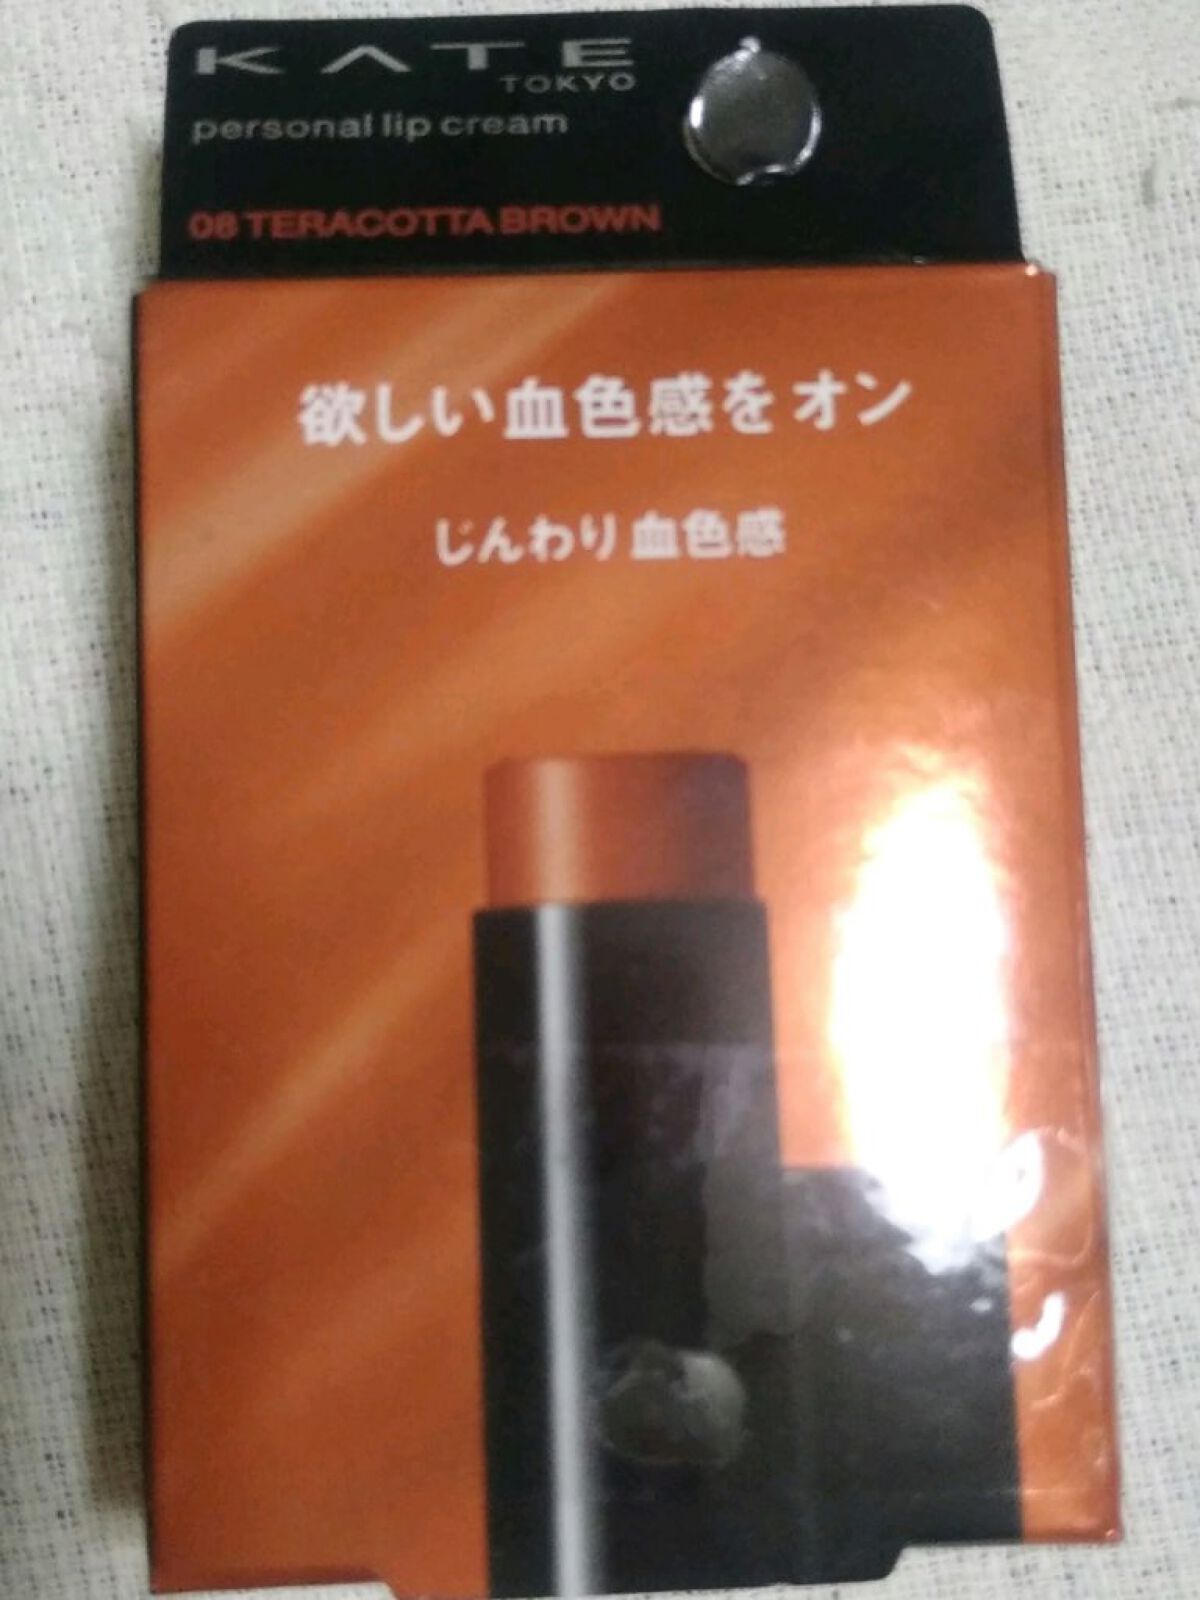 KATE
TOKYO
personal lip cream
08 TERACOTTA BROWN
欲しい血色感をオン
じんわり血色感